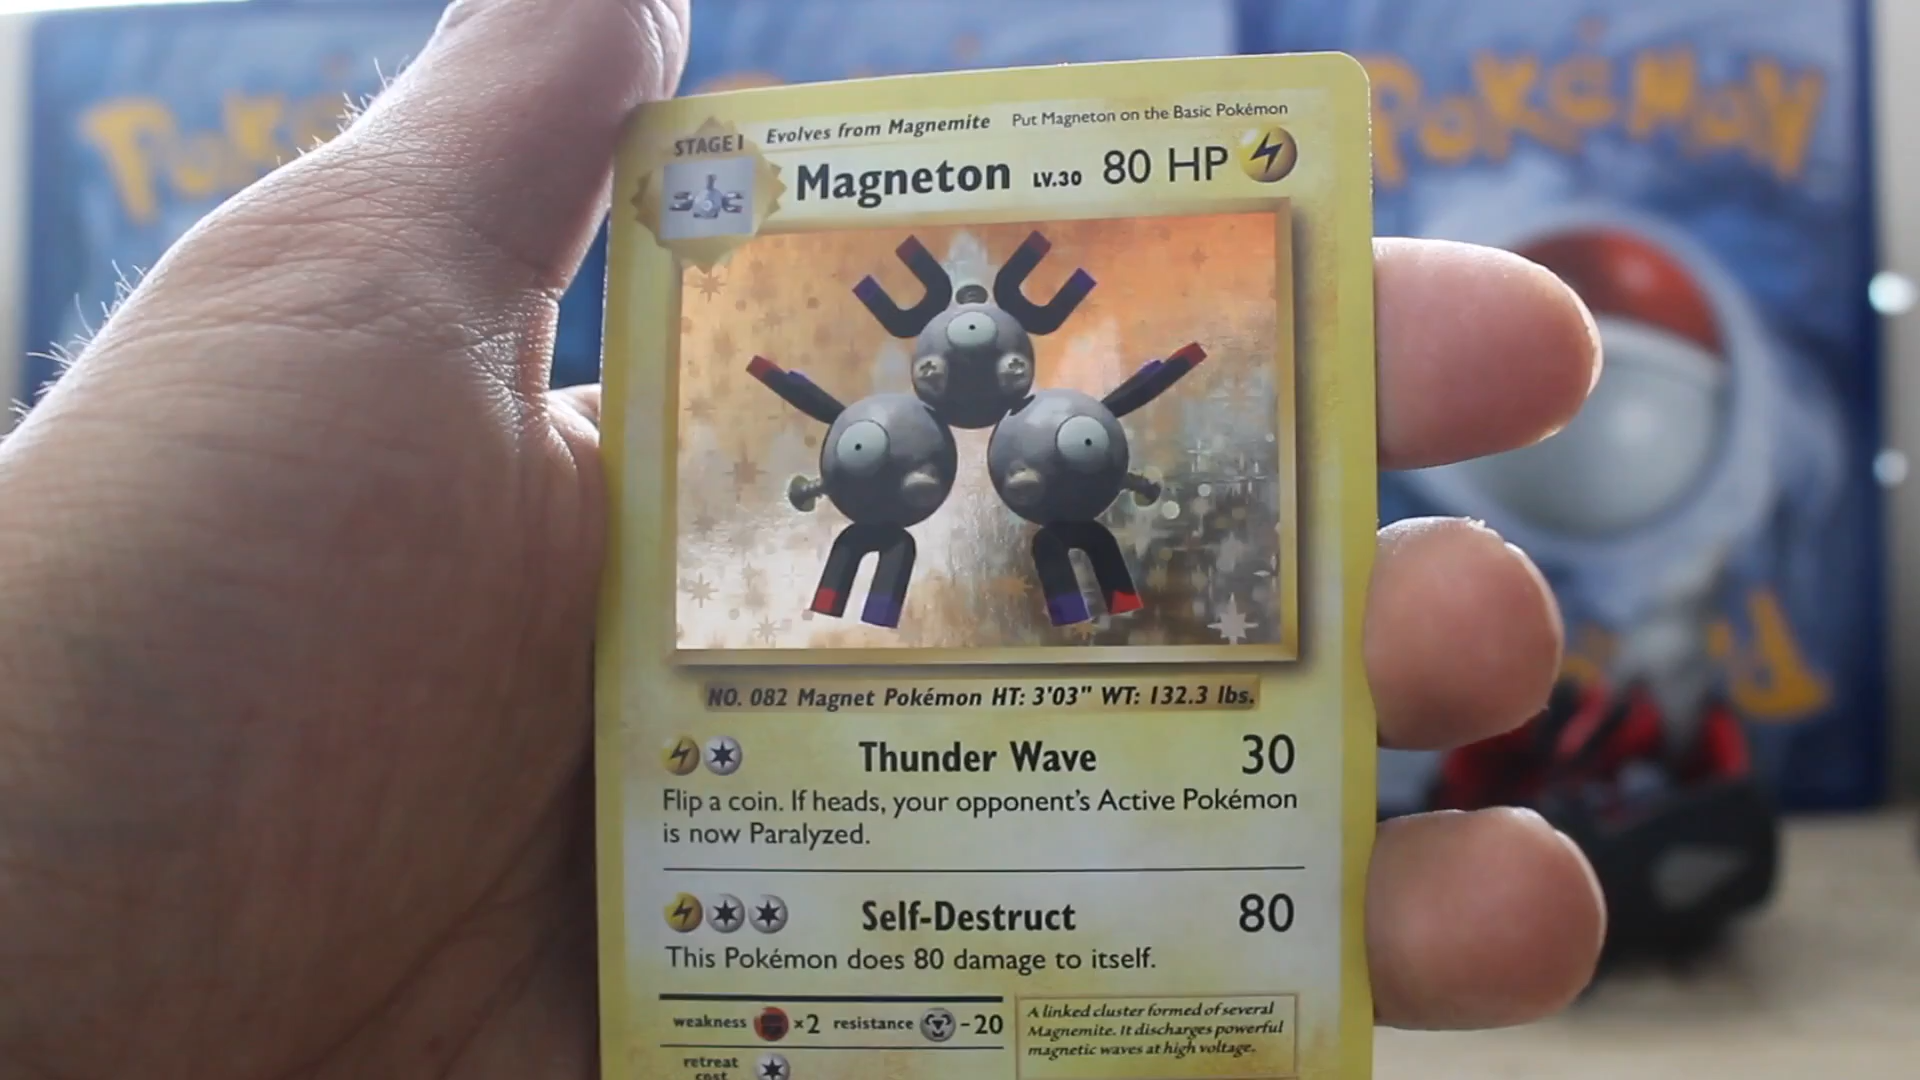 Pokémon
STAGE 1
Evolves from Magnemite
Put Magneton on the Basic Pokémon
Magneton LV.30 80 HP
NO. 082 Magnet Pokémon HT: 3'03" WT: 132.3 lbs.
Thunder Wave 30
Flip a coin. If heads, your opponent's Active Pokémon
is now Paralyzed.
Self-Destruct 80
This Pokémon does 80 damage to itself.
weakness ×2 resistance -20
retreat
cost
A linked cluster formed of several
Magnemite. It discharges powerful
magnetic waves at high voltage.